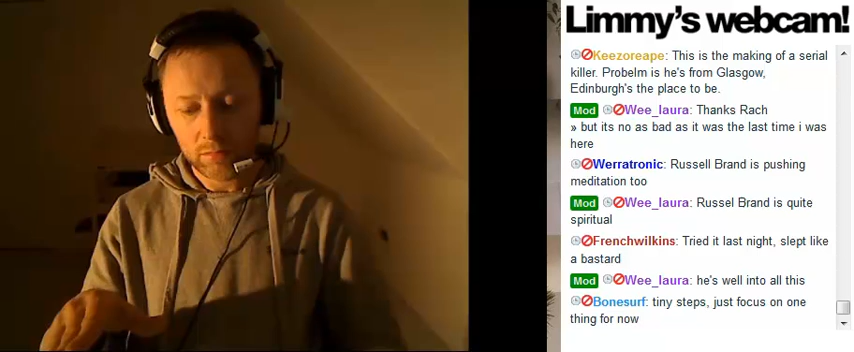 Limmy's webcam!
Keezoreape: This is the making of a serial
killer. Probelm is he's from Glasgow,
Edinburgh's the place to be.
Mod Wee_laura: Thanks Rach
» but its no as bad as it was the last time i was
here
Werratronic: Russell Brand is pushing
meditation too
Mod Wee_laura: Russel Brand is quite
spiritual
Frenchwilkins: Tried it last night, slept like
a bastard
Mod Wee_laura: he's well into all this
Bonesurf: tiny steps, just focus on one
thing for now